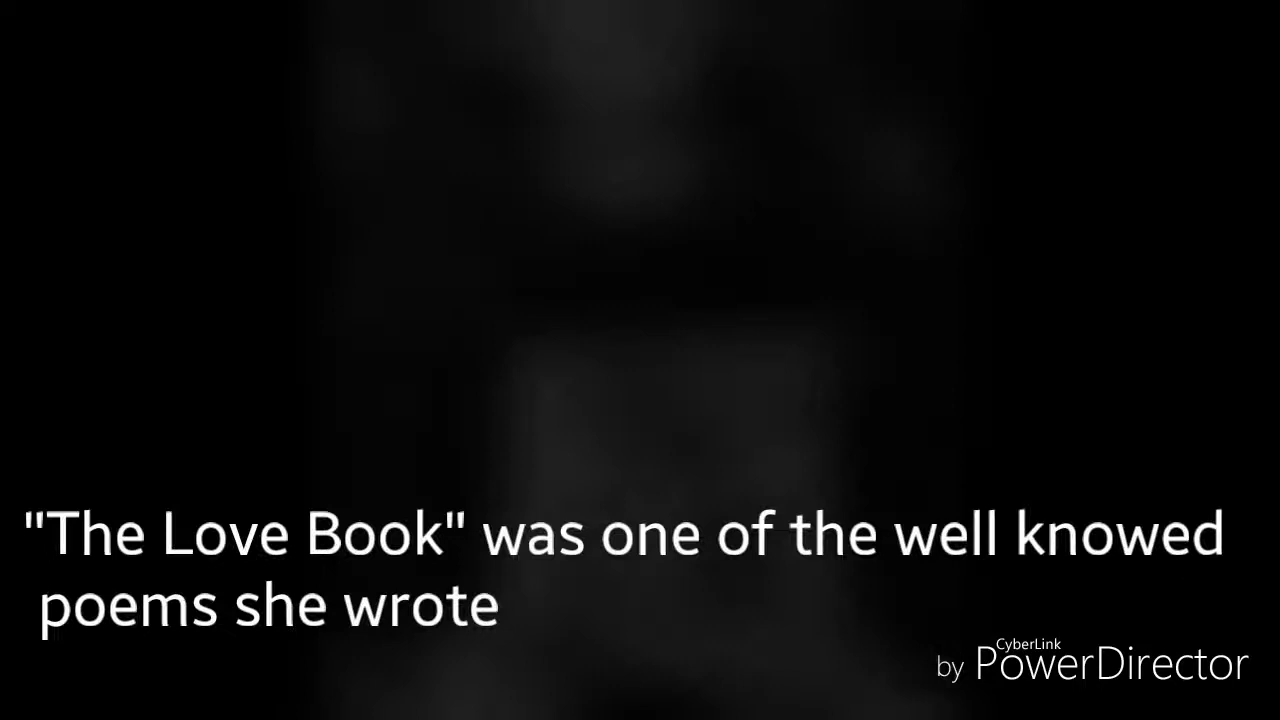 "The Love Book" was one of the well knowed
poems she wrote
CyberLink
by PowerDirector